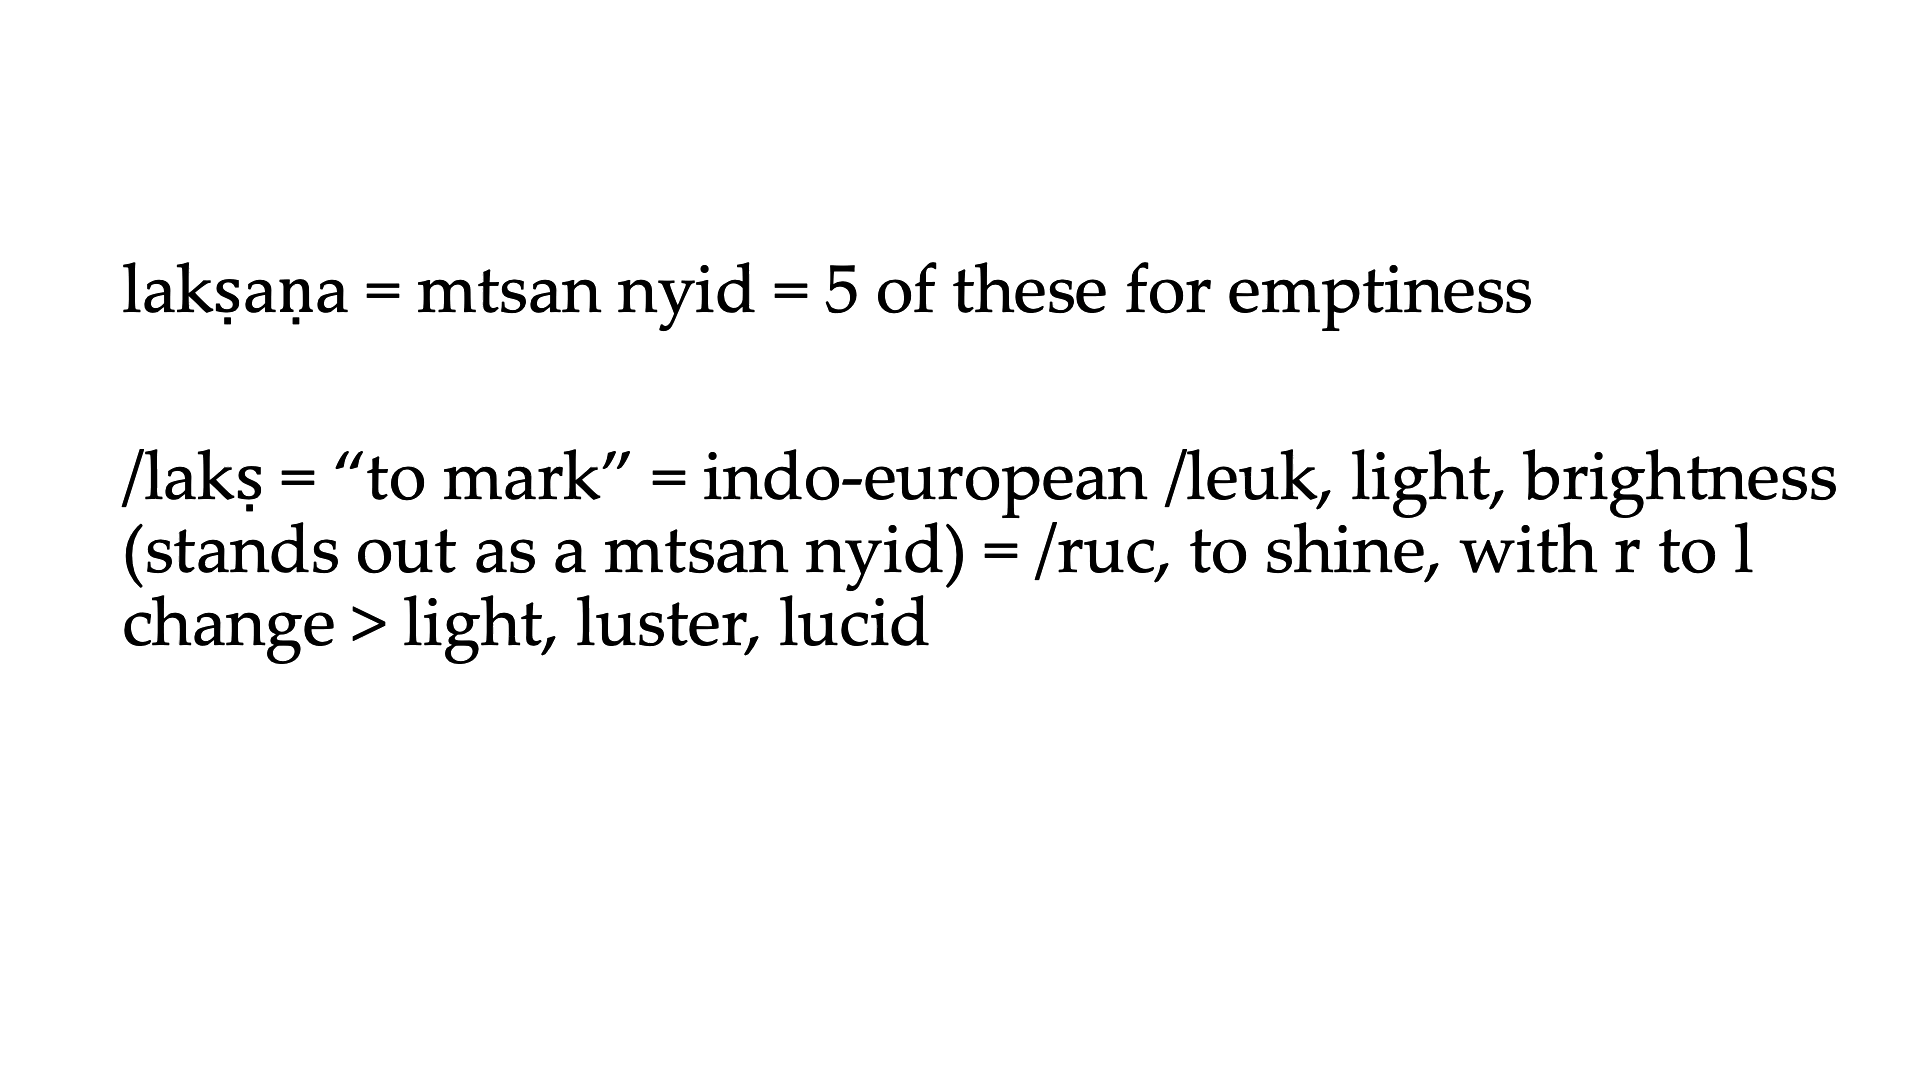 lakṣaṇa = mtsan nyid = 5 of these for emptiness
/lakṣ = “to mark” = indo-european /leuk, light, brightness
(stands out as a mtsan nyid) = /ruc, to shine, with r to l
change > light, luster, lucid